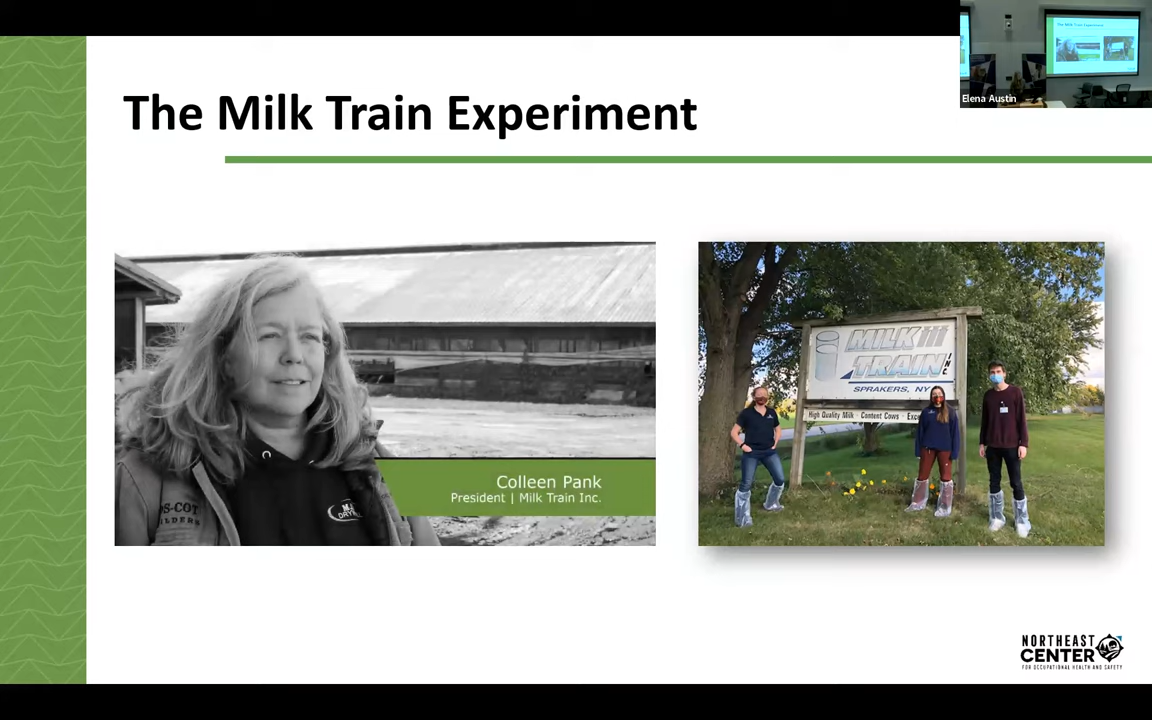 The Milk Train Experiment
Elena Austin
Colleen Pank
President | Milk Train Inc.
MILK
TRAIN INC
SPRAKERS, NY
High Quality Milk · Content Cows ·
NORTHEAST
CENTER
FOR OCCUPATIONAL HEALTH AND SAFETY